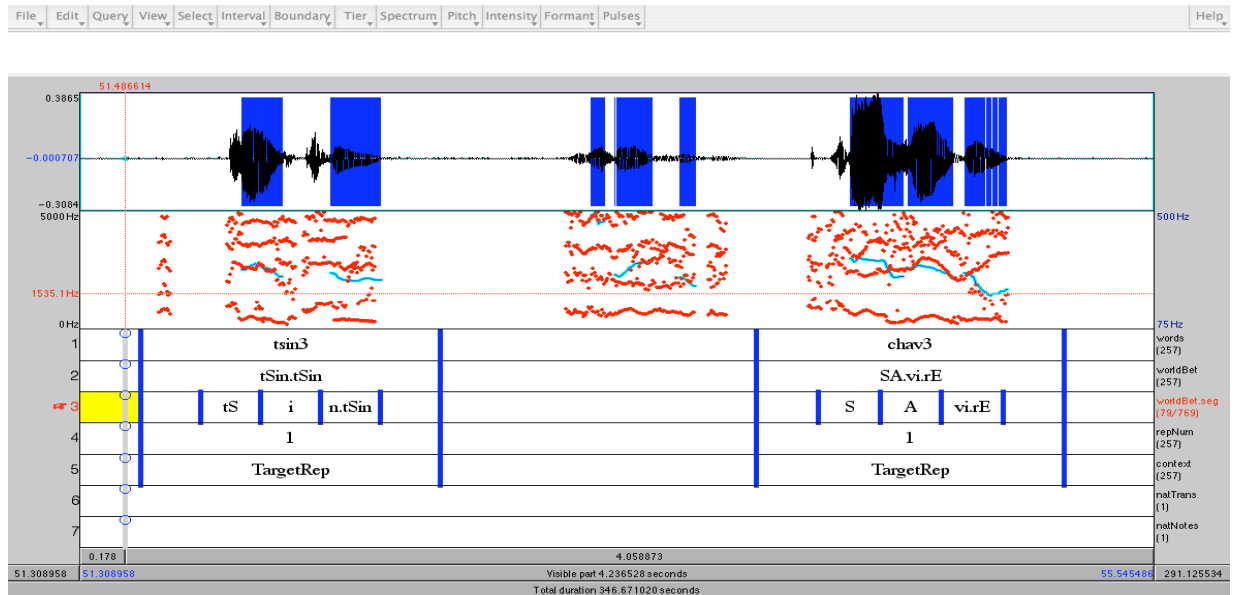 File Edit Query View Select Interval Boundary Tier Spectrum Pitch Intensity Formant Pulses Help
51.486614
0.3865
-0.000707
-0.3084
5000 Hz 500 Hz
1535.1 Hz
0 Hz 75 Hz
1 tsin3 chav3 words (257)
2 tSin.tSin SA.vi.rE worldBet (257)
3 tS i n.tSin S A vi.rE worldBet.seg (79/769)
4 1 1 repNum (257)
5 TargetRep TargetRep context (257)
6 natTrans (1)
7 natNotes (1)
0.178 4.058873
51.308958 51.308958 Visible part 4.236528 seconds 55.545486 291.125534
Total duration 346.671020 seconds